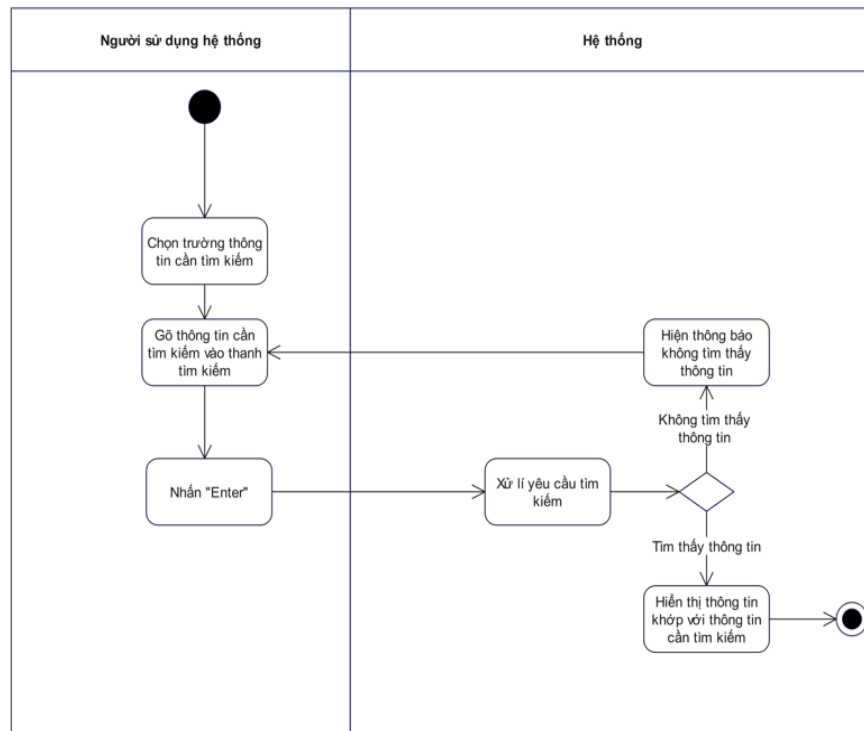 Người sử dụng hệ thống
Hệ thống
Chọn trường thông
tin cần tìm kiếm
Gõ thông tin cần
tìm kiếm vào thanh
tìm kiếm
Hiện thông báo
không tìm thấy
thông tin
Không tìm thấy
thông tin
Nhấn "Enter"
Xử lí yêu cầu tìm
kiếm
Tìm thấy thông tin
Hiển thị thông tin
khớp với thông tin
cần tìm kiếm